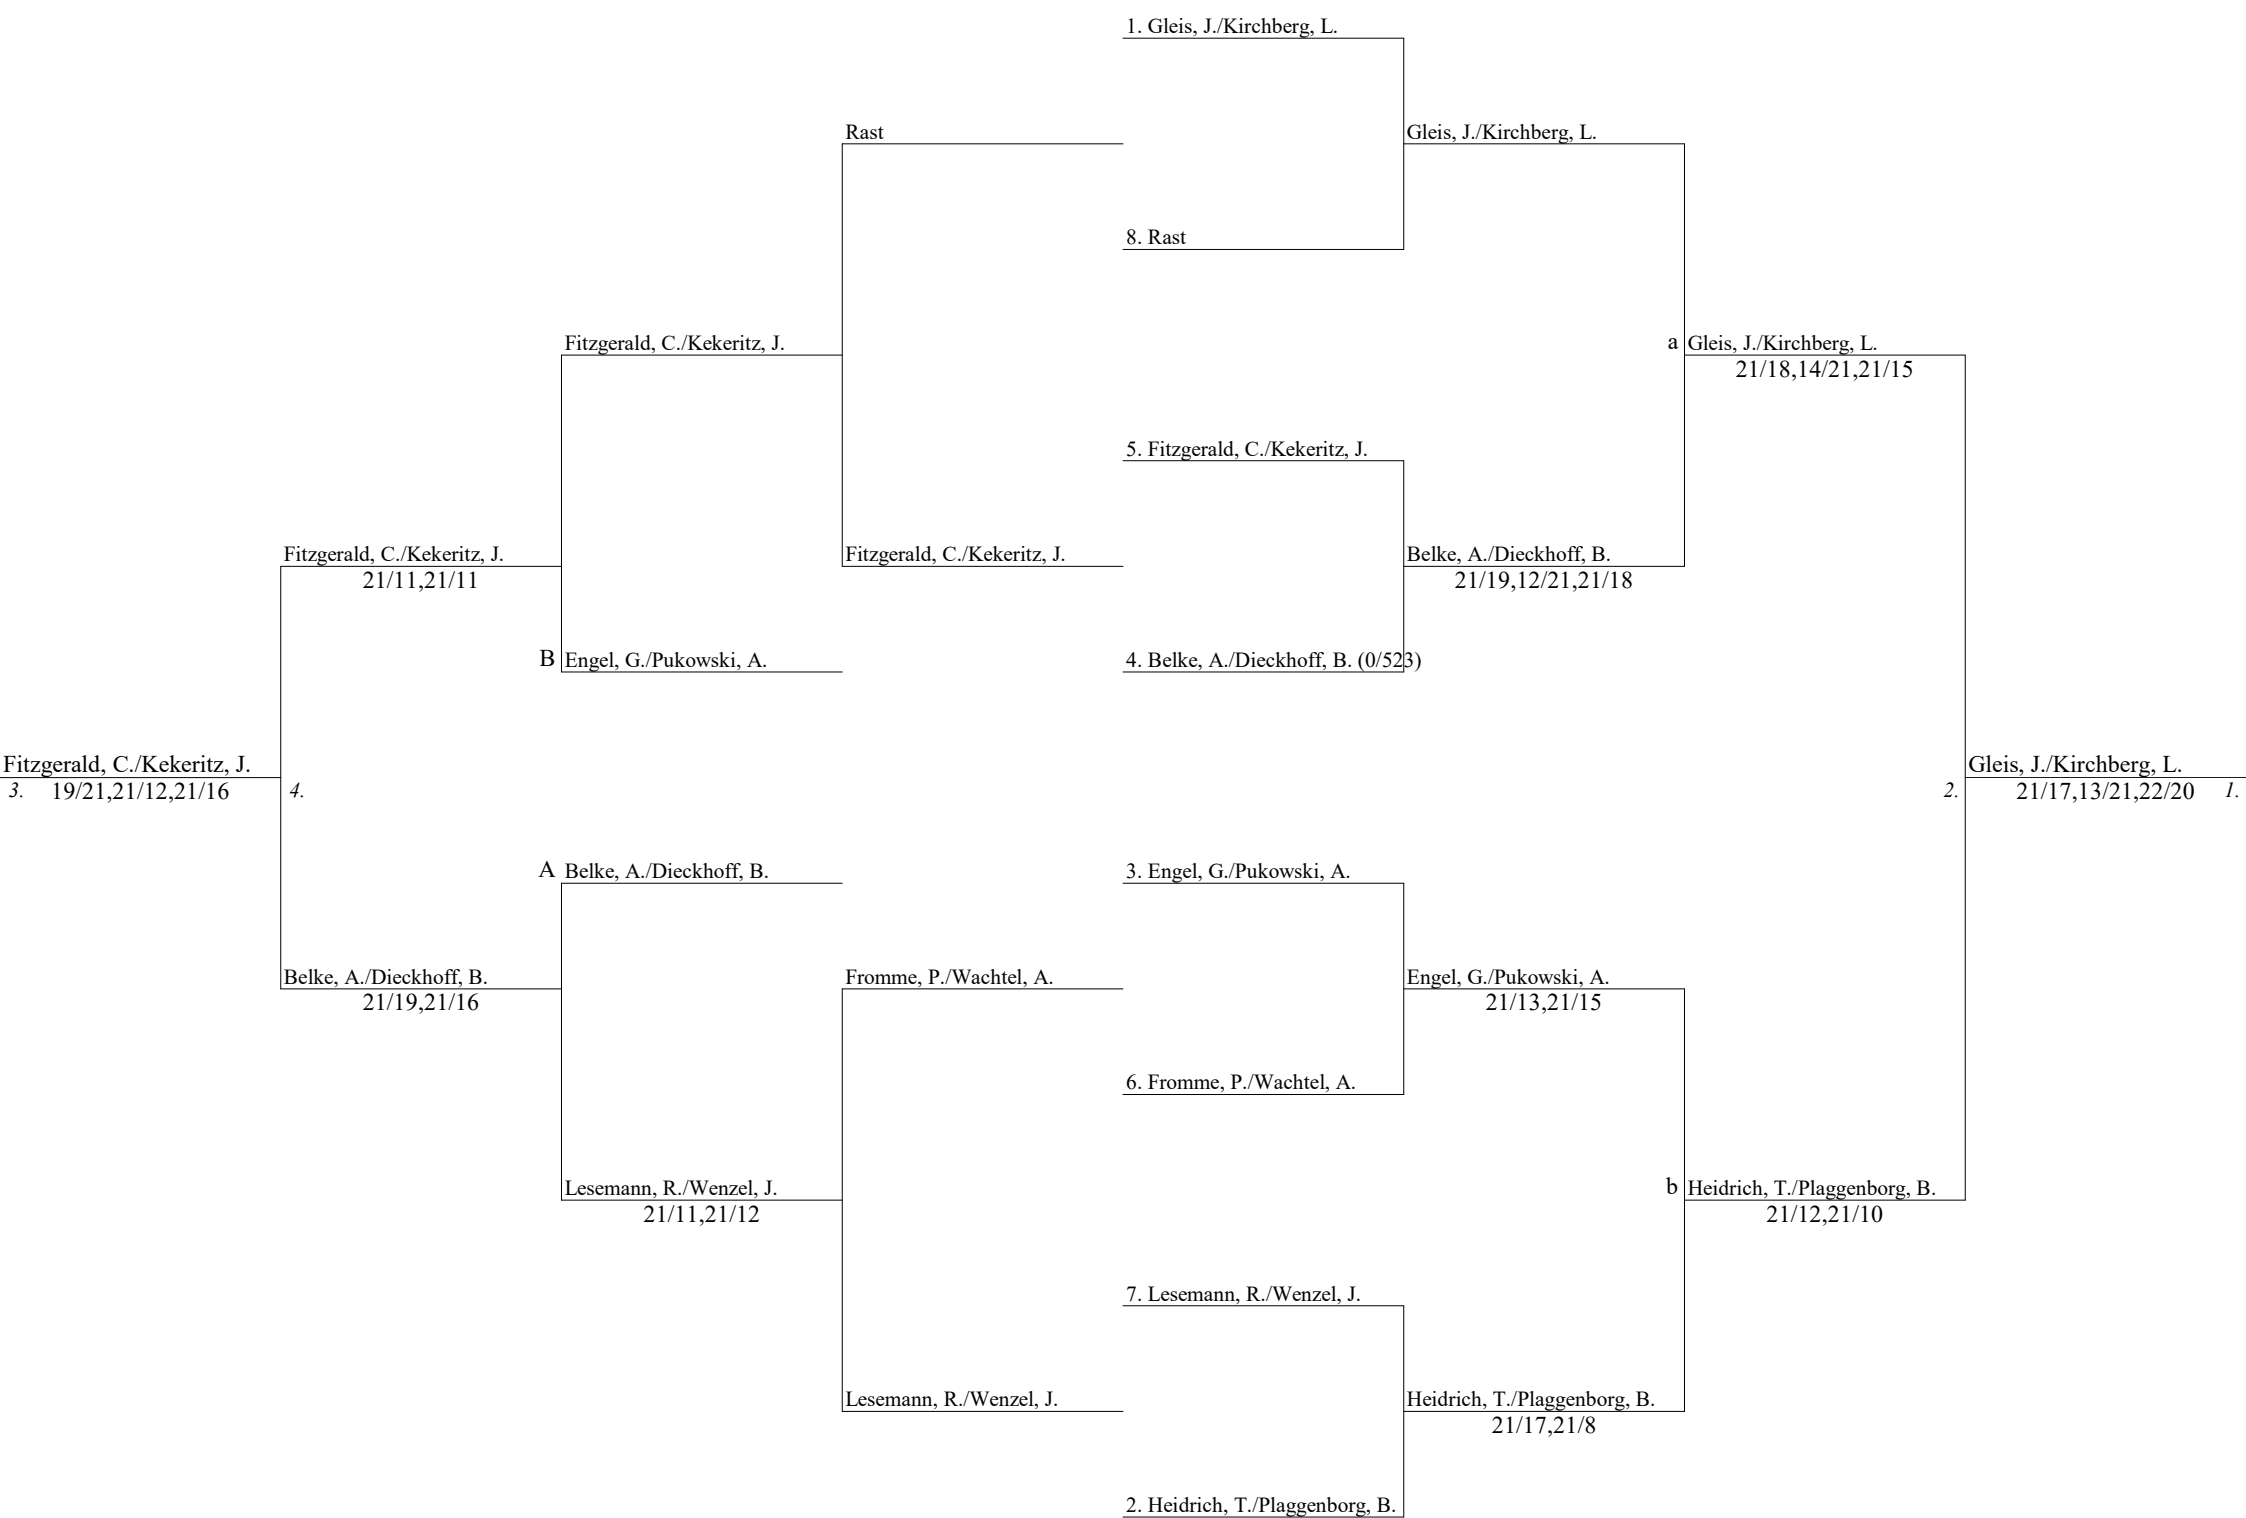 1. Gleis, J./Kirchberg, L.
Rast
Gleis, J./Kirchberg, L.
8. Rast
Fitzgerald, C./Kekeritz, J.
a Gleis, J./Kirchberg, L.
21/18,14/21,21/15
5. Fitzgerald, C./Kekeritz, J.
Fitzgerald, C./Kekeritz, J.
21/11,21/11
Fitzgerald, C./Kekeritz, J.
Belke, A./Dieckhoff, B.
21/19,12/21,21/18
B Engel, G./Pukowski, A.
4. Belke, A./Dieckhoff, B. (0/523)
Fitzgerald, C./Kekeritz, J.
3. 19/21,21/12,21/16
4.
Gleis, J./Kirchberg, L.
2.
21/17,13/21,22/20 1.
A Belke, A./Dieckhoff, B.
3. Engel, G./Pukowski, A.
Belke, A./Dieckhoff, B.
21/19,21/16
Fromme, P./Wachtel, A.
Engel, G./Pukowski, A.
21/13,21/15
6. Fromme, P./Wachtel, A.
Lesemann, R./Wenzel, J.
21/11,21/12
b Heidrich, T./Plaggenborg, B.
21/12,21/10
7. Lesemann, R./Wenzel, J.
Lesemann, R./Wenzel, J.
Heidrich, T./Plaggenborg, B.
21/17,21/8
2. Heidrich, T./Plaggenborg, B.